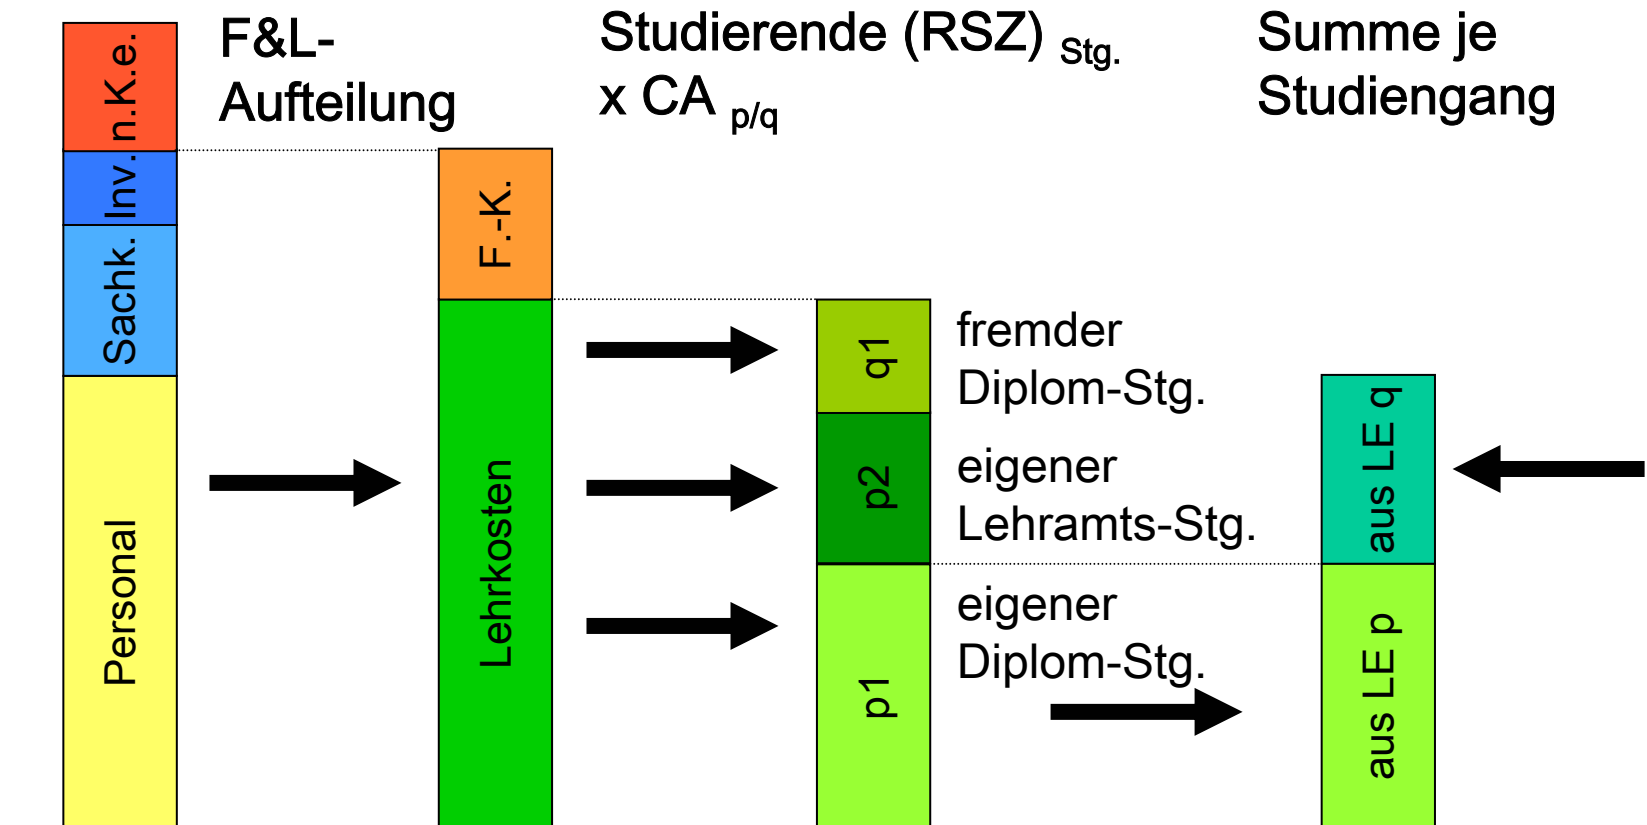 F&L-
Aufteilung
Studierende (RSZ) Stg.
x CA p/q
Summe je
Studiengang
n.K.e.
Inv.
Sachk.
Personal
F.-K.
Lehrkosten
q1
p2
p1
fremder
Diplom-Stg.
eigener
Lehramts-Stg.
eigener
Diplom-Stg.
aus LE q
aus LE p